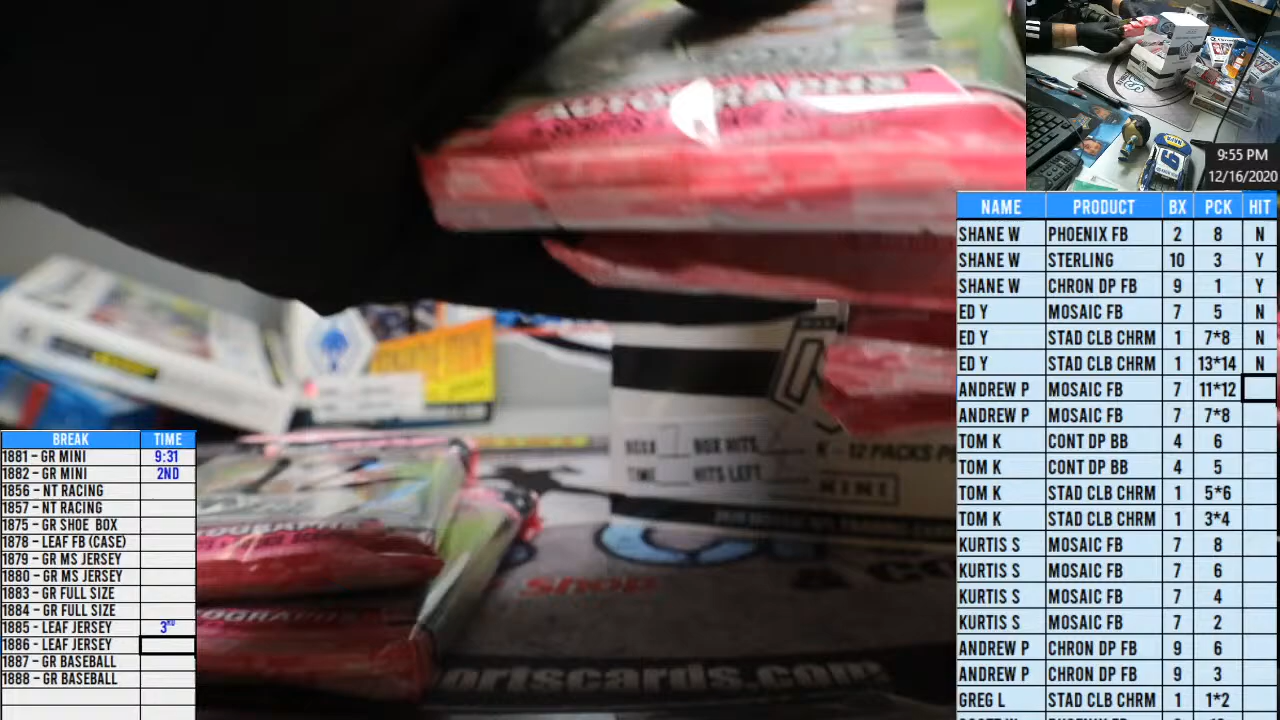 AUTOGRAPHS
9:55 PM
12/16/2020
NAME PRODUCT BX PCK HIT
SHANE W PHOENIX FB 2 8 N
SHANE W STERLING 10 3 Y
SHANE W CHRON DP FB 9 1 Y
ED Y MOSAIC FB 7 5 N
ED Y STAD CLB CHRM 1 7*8 N
ED Y STAD CLB CHRM 1 13*14 N
ANDREW P MOSAIC FB 7 11*12
ANDREW P MOSAIC FB 7 7*8
TOM K CONT DP BB 4 6
TOM K CONT DP BB 4 5
TOM K STAD CLB CHRM 1 5*6
TOM K STAD CLB CHRM 1 3*4
KURTIS S MOSAIC FB 7 8
KURTIS S MOSAIC FB 7 6
KURTIS S MOSAIC FB 7 4
KURTIS S MOSAIC FB 7 2
ANDREW P CHRON DP FB 9 6
ANDREW P CHRON DP FB 9 3
GREG L STAD CLB CHRM 1 1*2
BREAK TIME
1881 - GR MINI 9:31
1882 - GR MINI 2ND
1856 - NT RACING
1857 - NT RACING
1875 - GR SHOE BOX
1878 - LEAF FB (CASE)
1879 - GR MS JERSEY
1880 - GR MS JERSEY
1883 - GR FULL SIZE
1884 - GR FULL SIZE
1885 - LEAF JERSEY 3RD
1886 - LEAF JERSEY
1887 - GR BASEBALL
1888 - GR BASEBALL
BOX HITS
K - 12 PACKS P
TIME HITS LEFT
MINI
shop
& CO
ortscards.com